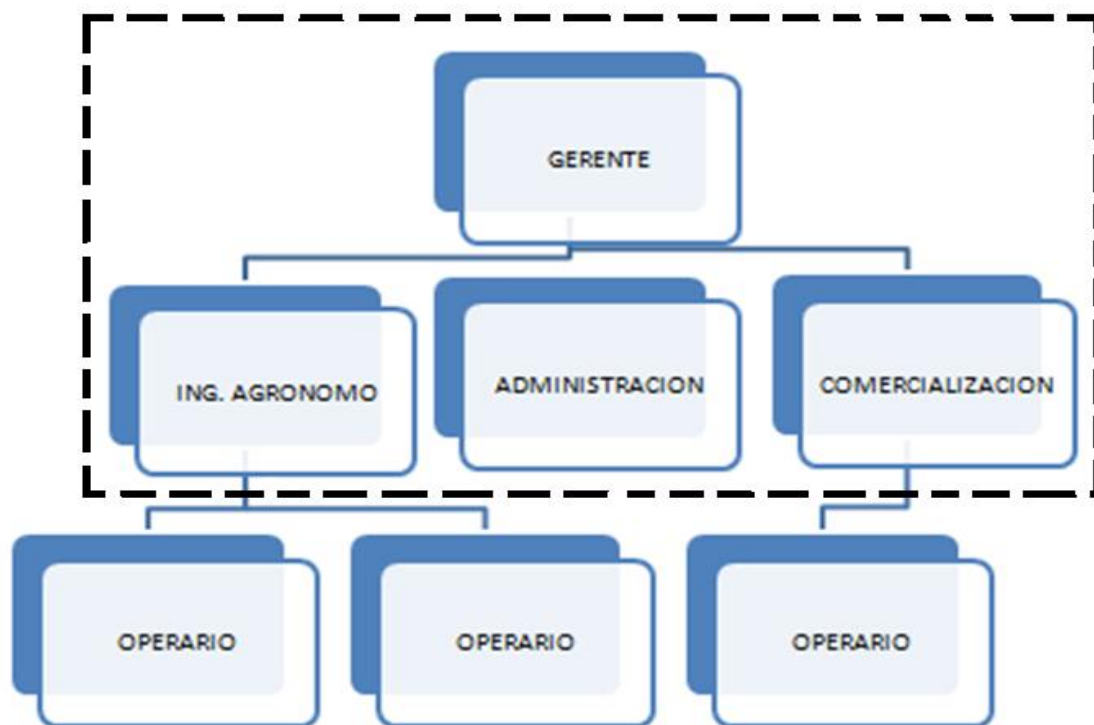 GERENTE
ING. AGRONOMO
ADMINISTRACION
COMERCIALIZACION
OPERARIO
OPERARIO
OPERARIO